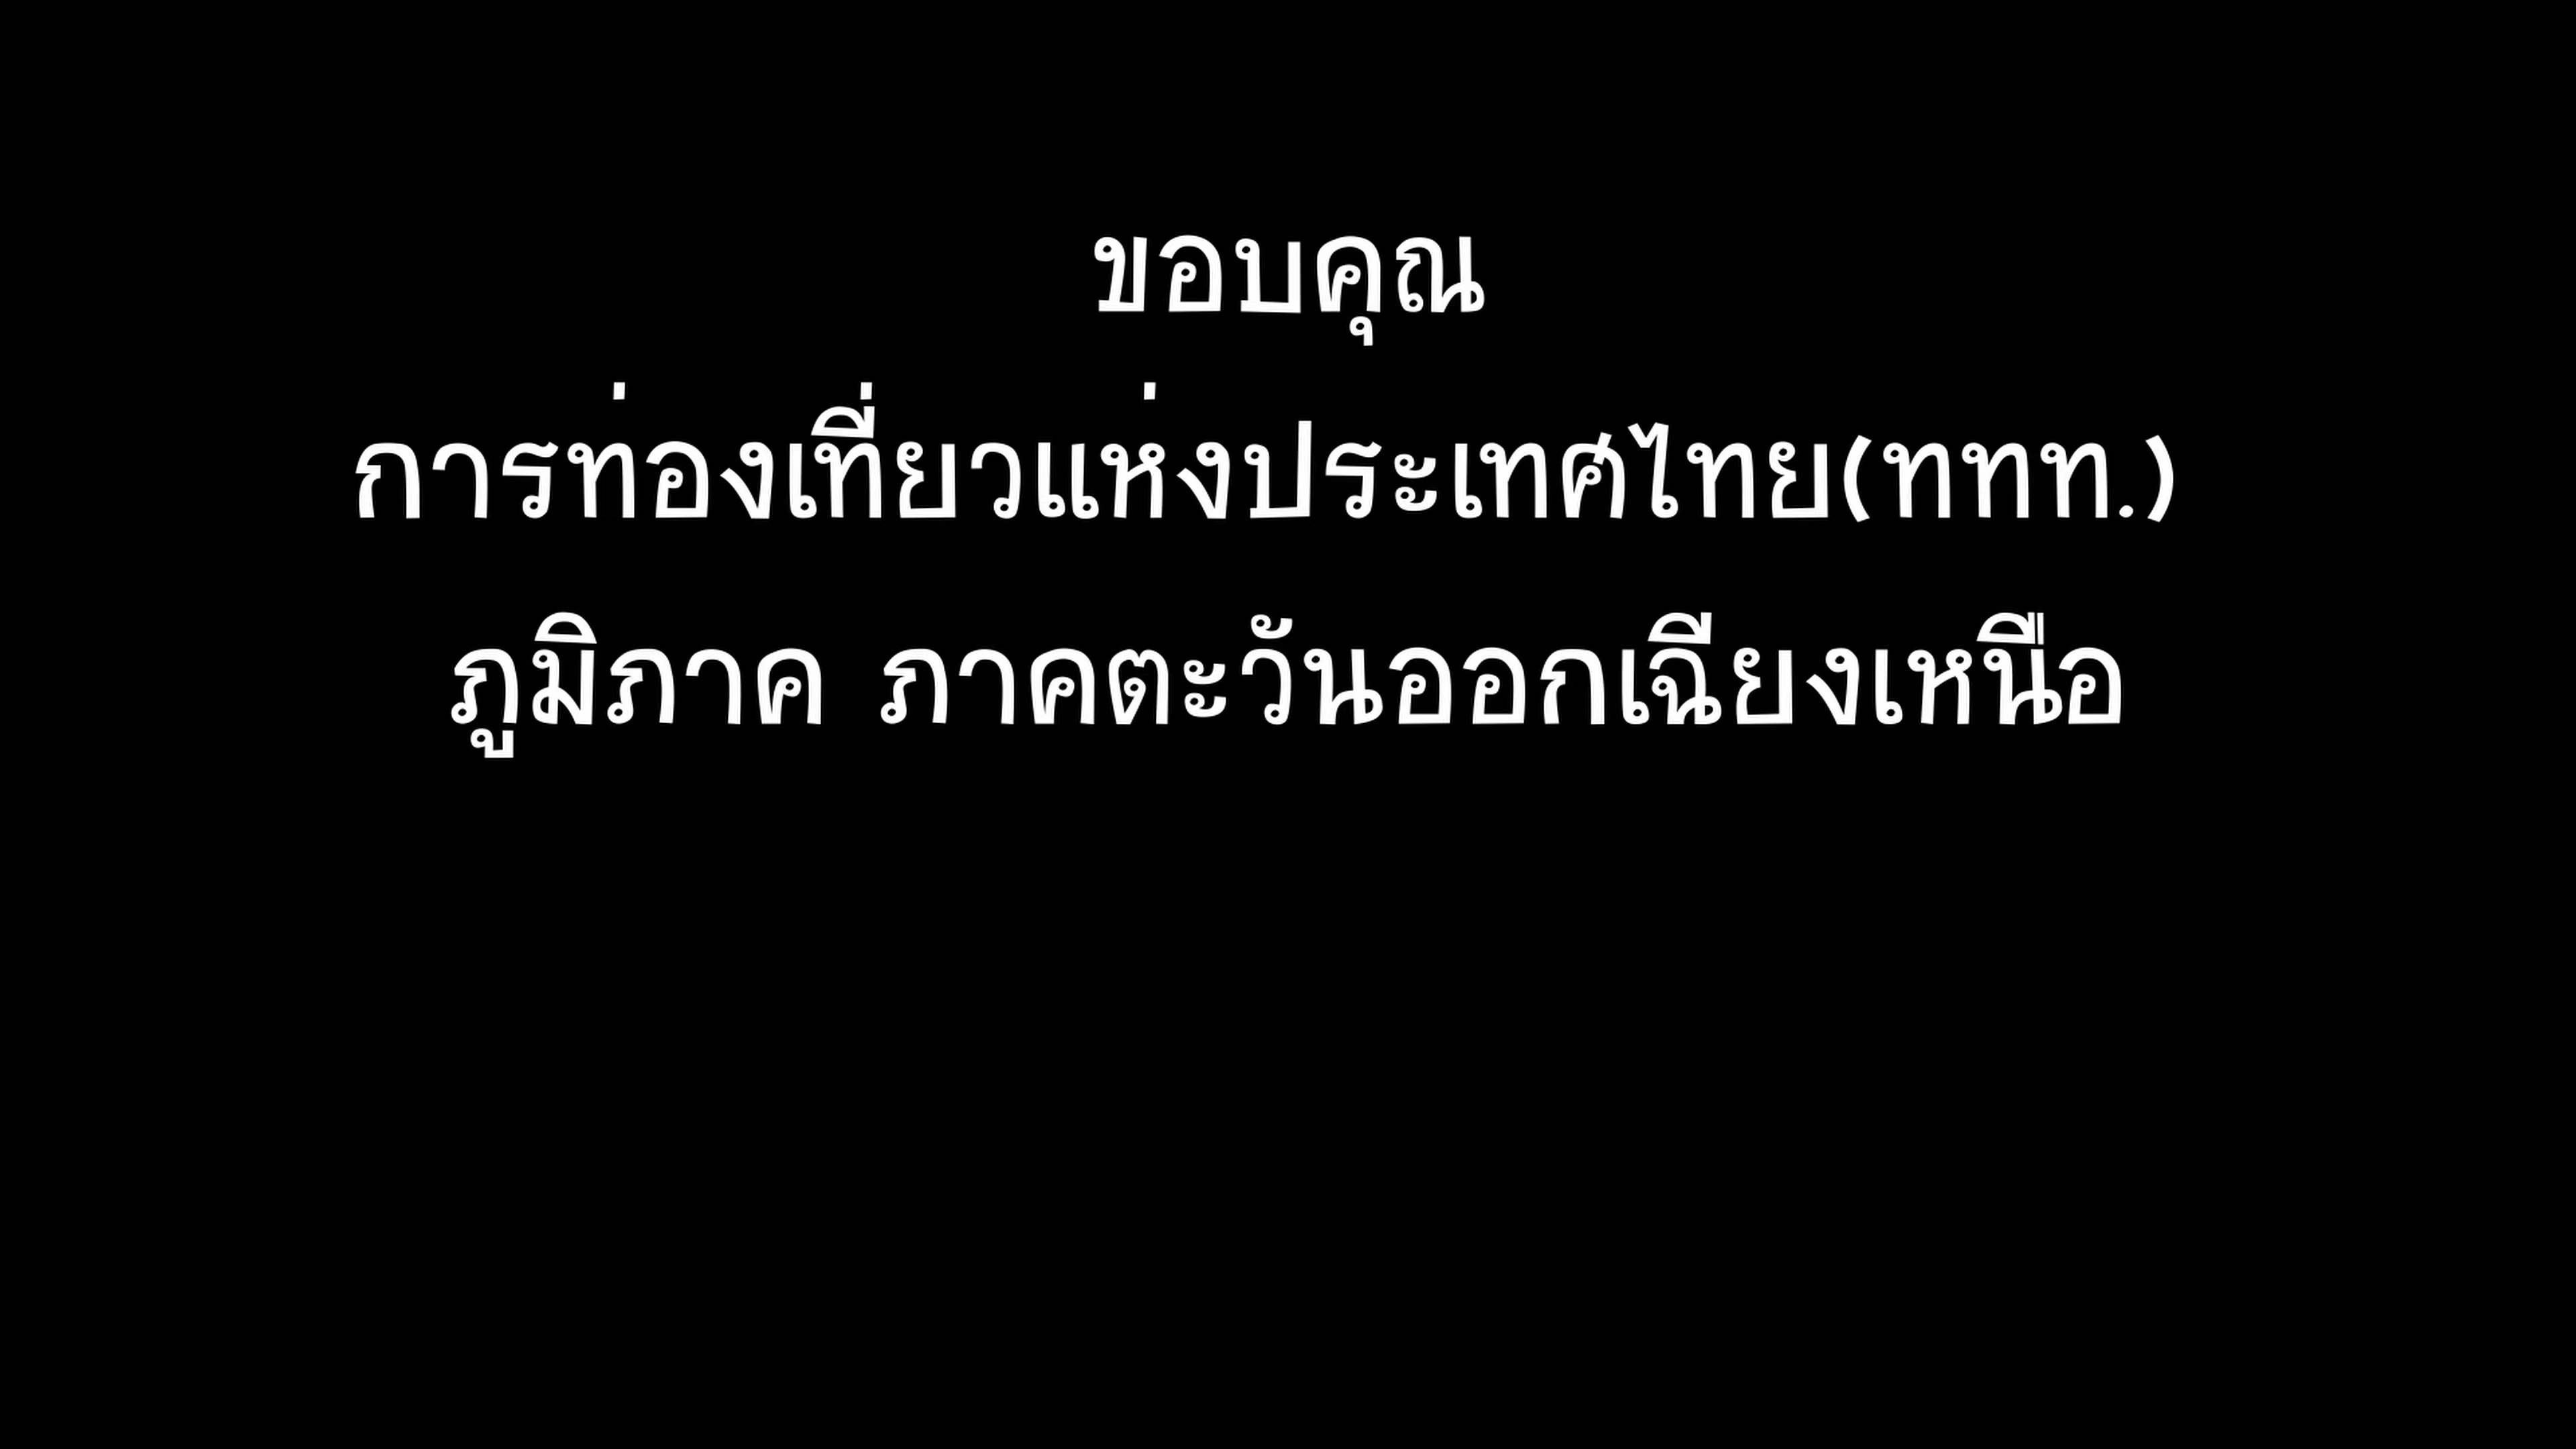 ขอบคุณ
การท่องเที่ยวแห่งประเทศไทย(ททท.)
ภูมิภาค ภาคตะวันออกเฉียงเหนือ